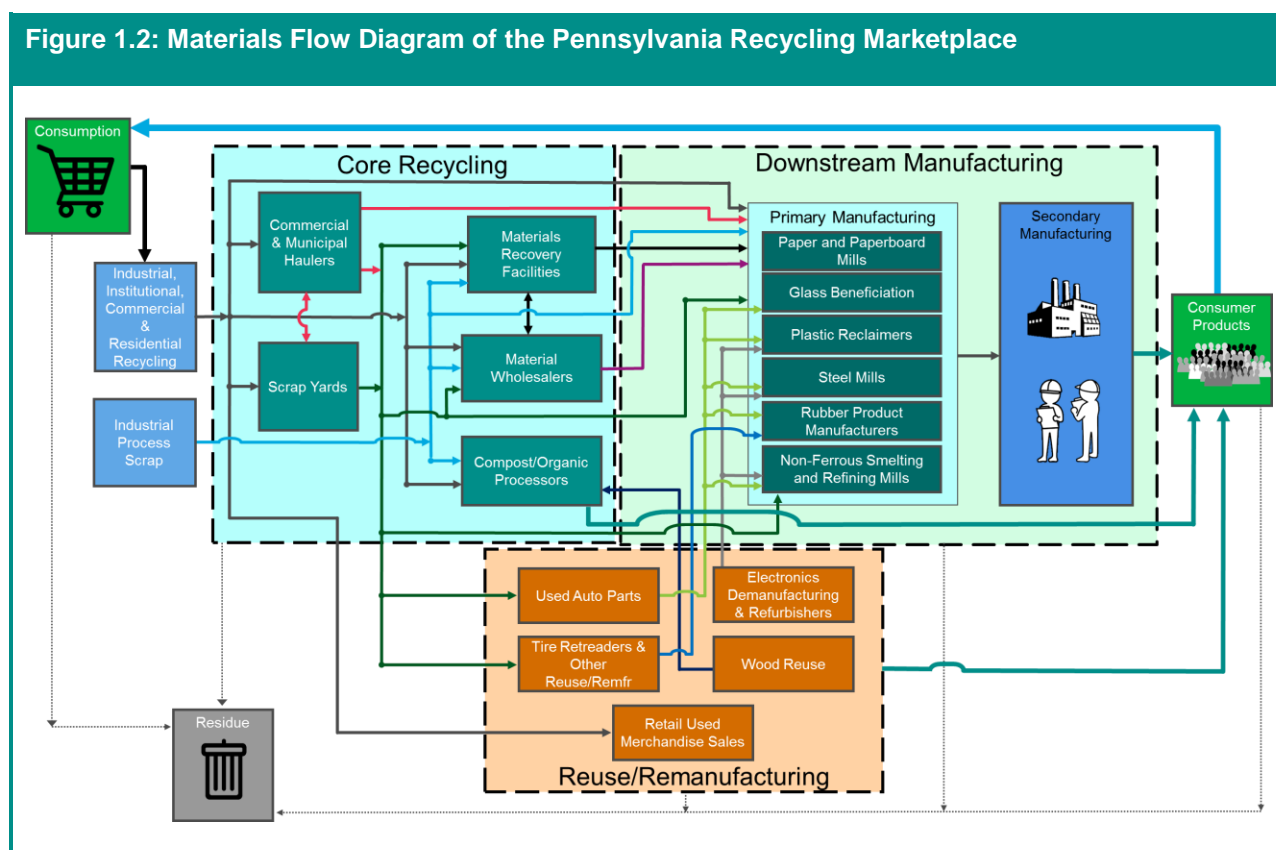 Figure 1.2: Materials Flow Diagram of the Pennsylvania Recycling Marketplace
Consumption
Industrial,
Institutional,
Commercial
&
Residential
Recycling
Industrial
Process
Scrap
Core Recycling
Commercial
& Municipal
Haulers
Scrap Yards
Materials
Recovery
Facilities
Material
Wholesalers
Compost/Organic
Processors
Downstream Manufacturing
Primary Manufacturing
Paper and Paperboard
Mills
Glass Beneficiation
Plastic Reclaimers
Steel Mills
Rubber Product
Manufacturers
Non-Ferrous Smelting
and Refining Mills
Secondary
Manufacturing
Consumer
Products
Used Auto Parts
Electronics
Demanufacturing
& Refurbishers
Tire Retreaders &
Other
Reuse/Remfr
Wood Reuse
Retail Used
Merchandise Sales
Reuse/Remanufacturing
Residue